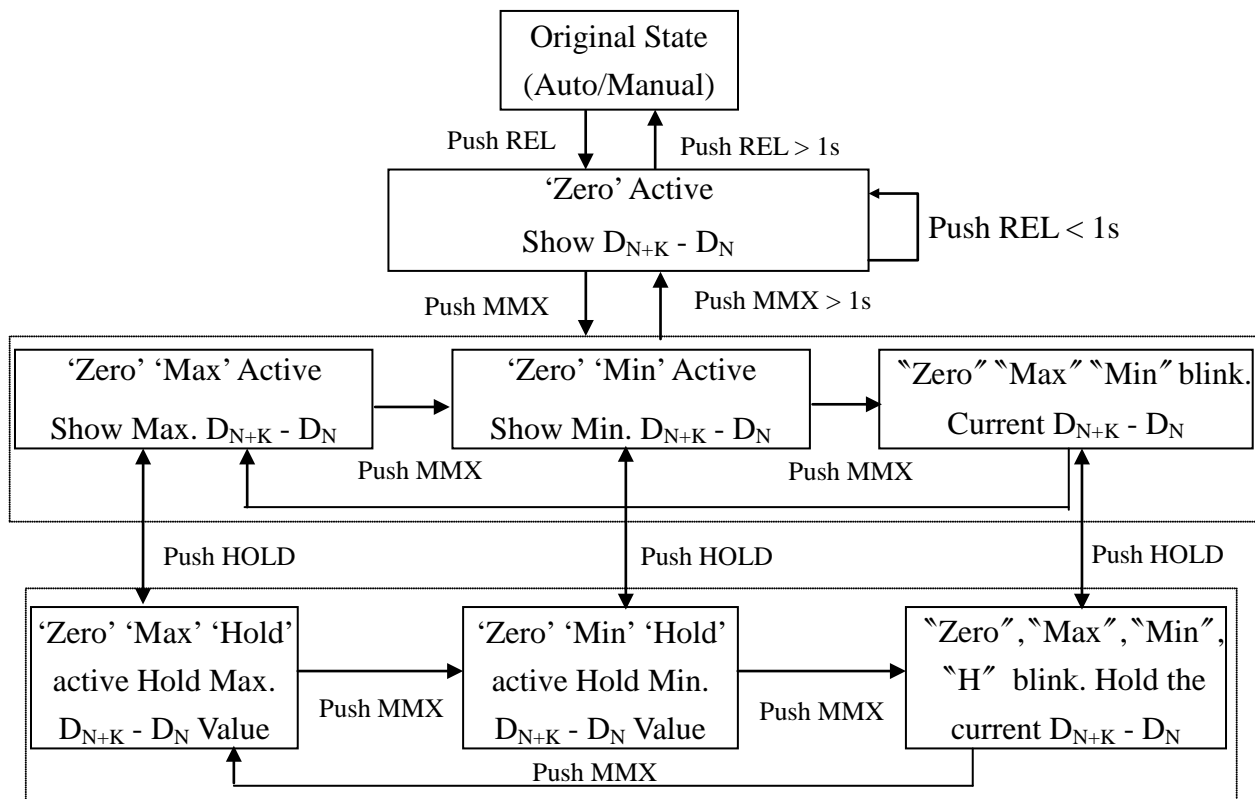 Original State
(Auto/Manual)
Push REL
Push REL > 1s
‘Zero’ Active
Show D_{N+K} - D_N
Push REL < 1s
Push MMX
Push MMX > 1s
‘Zero’ ‘Max’ Active
Show Max. D_{N+K} - D_N
‘Zero’ ‘Min’ Active
Show Min. D_{N+K} - D_N
〝Zero〞〝Max〞〝Min〞blink.
Current D_{N+K} - D_N
Push MMX
Push MMX
Push HOLD
Push HOLD
Push HOLD
‘Zero’ ‘Max’ ‘Hold’
active Hold Max.
D_{N+K} - D_N Value
‘Zero’ ‘Min’ ‘Hold’
active Hold Min.
D_{N+K} - D_N Value
〝Zero〞,〝Max〞,〝Min〞,
〝H〞 blink. Hold the
current D_{N+K} - D_N
Push MMX
Push MMX
Push MMX